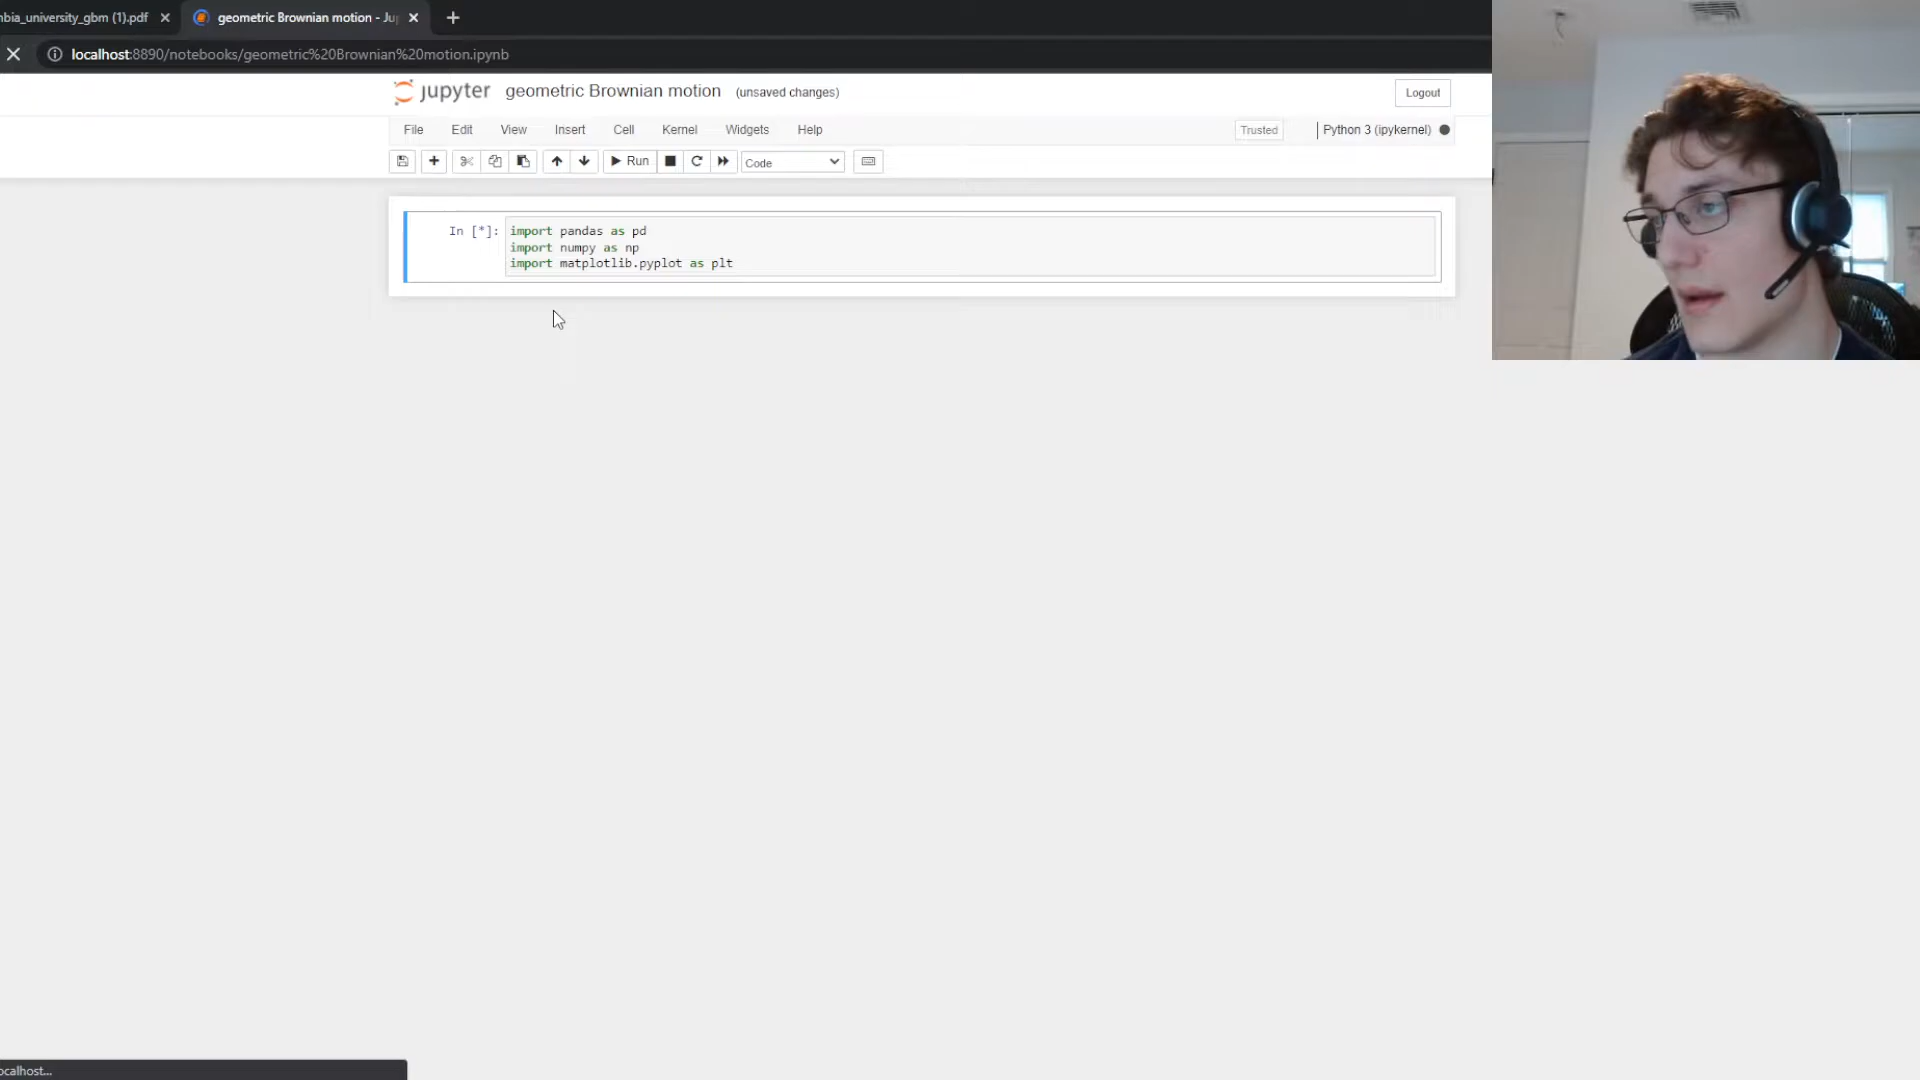 nbia_university_gbm (1).pdf
geometric Brownian motion - Ju
localhost:8890/notebooks/geometric%20Brownian%20motion.ipynb
jupyter geometric Brownian motion (unsaved changes)
Logout
File Edit View Insert Cell Kernel Widgets Help
Trusted
Python 3 (ipykernel)
Run
Code
In [*]:
import pandas as pd
import numpy as np
import matplotlib.pyplot as plt
ocalhost...